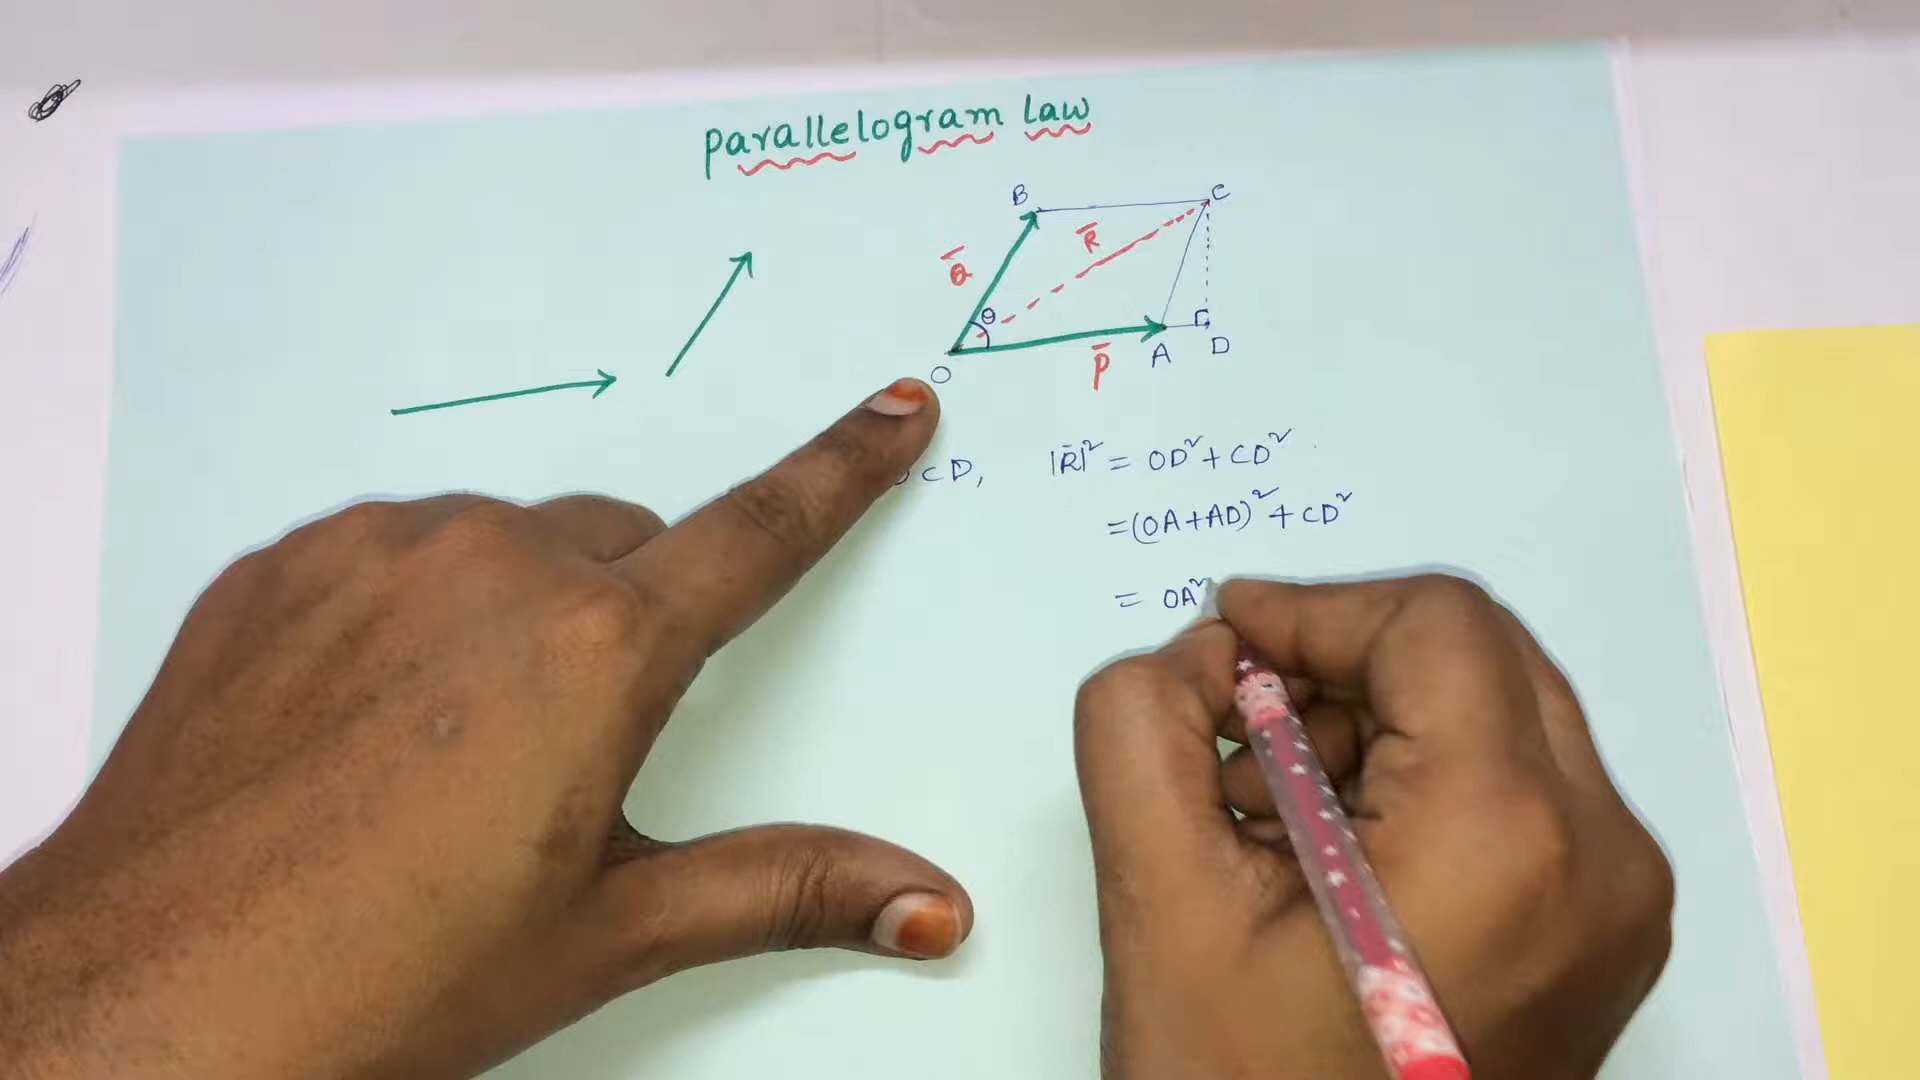 parallelogram law
B C
Q̄ R̄
θ
O P̄ A D
CD, |R̄|² = OD² + CD²
= (OA+AD)² + CD²
= OA²